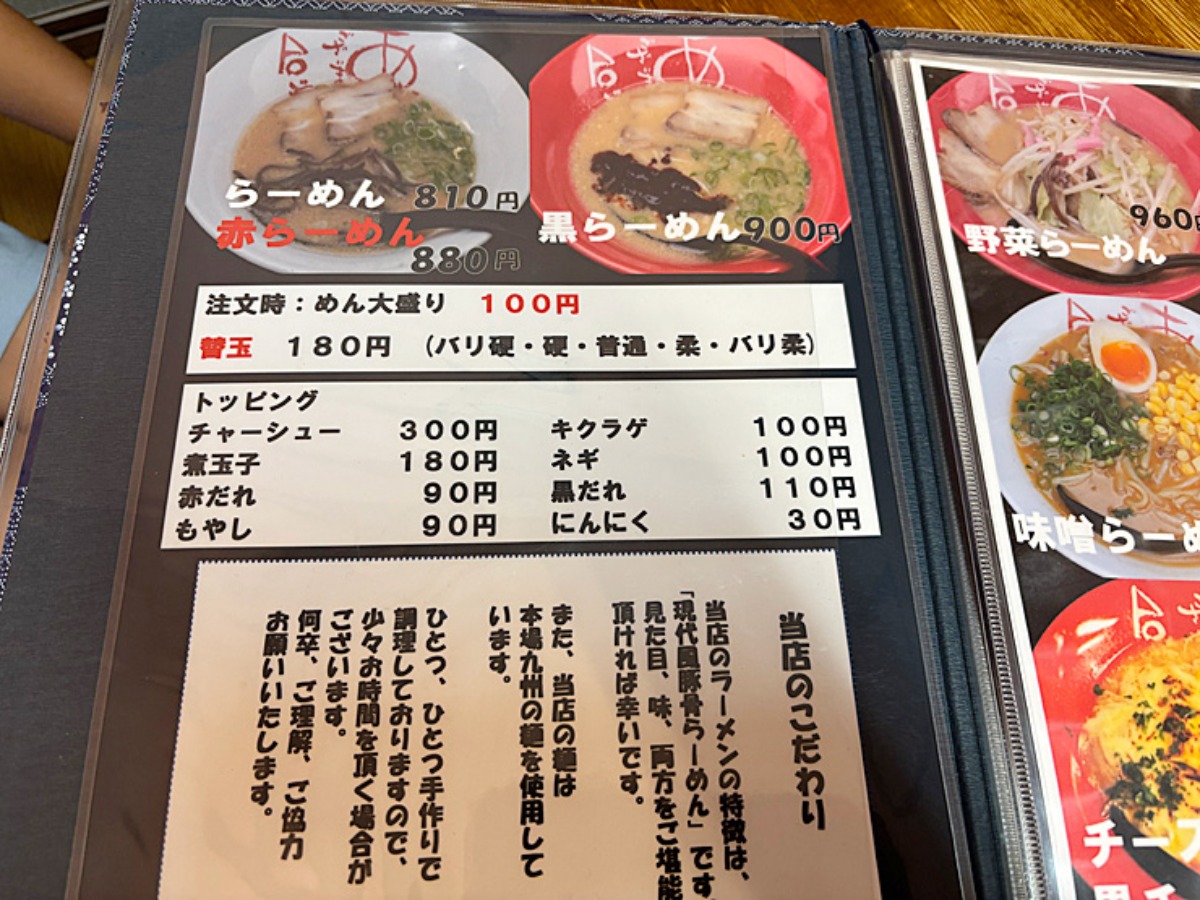 らーめん 810円
赤らーめん
880円
黒らーめん 900円
注文時：めん大盛り 100円
替玉 180円 （バリ硬・硬・普通・柔・バリ柔）
トッピング
チャーシュー 300円 キクラゲ 100円
煮玉子 180円 ネギ 100円
赤だれ 90円 黒だれ 110円
もやし 90円 にんにく 30円
当店のこだわり
当店のラーメンの特徴は、
「現代風豚骨らーめん」です
見た目、味、両方をご堪能
頂ければ幸いです。
また、当店の麺は
本場九州の麺を使用して
います。
ひとつ、ひとつ手作りで
調理しておりますので、
少々お時間を頂く場合が
ございます。
何卒、ご理解、ご協力
お願いいたします。
野菜らーめん 960円
味噌らーめ
チーズ
黒チ